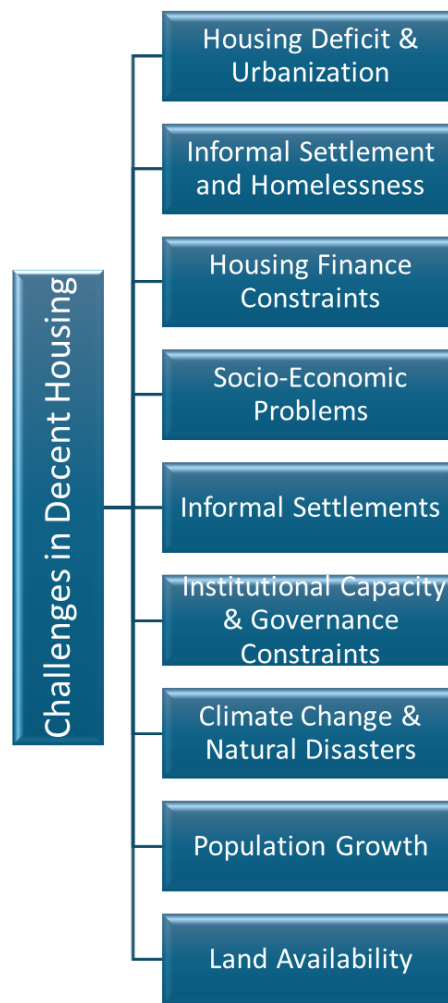 Challenges in Decent Housing
Housing Deficit &
Urbanization
Informal Settlement
and Homelessness
Housing Finance
Constraints
Socio-Economic
Problems
Informal Settlements
Institutional Capacity
& Governance
Constraints
Climate Change &
Natural Disasters
Population Growth
Land Availability